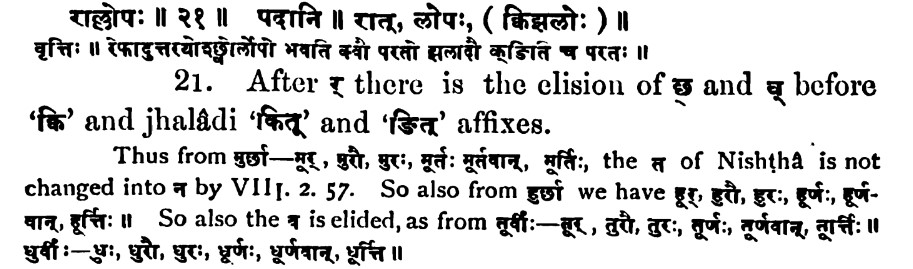 राल्लोपः ॥ २१ ॥ पदानि ॥ रात्, लोपः, ( क्विझलोः ) ॥
वृत्तिः ॥ रेफादुत्तरयोश्छ्वोर्लोपो भवति क्वौ परतो झलादौ क्ङिति च परतः ॥
21. After र् there is the elision of छ् and व् before
‘क्वि’ and jhalâdi ‘कित्’ and ‘ङित्’ affixes.
Thus from मुर्छा—मूर्, मुरौ, मुरः, मूर्तः मूर्तवान्, मूर्तिः, the त of Nishṭhâ is not
changed into न by VIII. 2. 57. So also from हुर्छा we have हूर्, हुरौ, हुरः, हूर्णः, हूर्ण-
वान्, हूर्त्तिः ॥ So also the व is elided, as from तूर्वीः—तूर्, तुरौ, तुरः, तूर्णः, तूर्णवान्, तूर्त्तिः ॥
धुर्वी :—धुः, धुरौ, धुरः, धूर्णः, धूर्णवान्, धूर्त्ति ॥